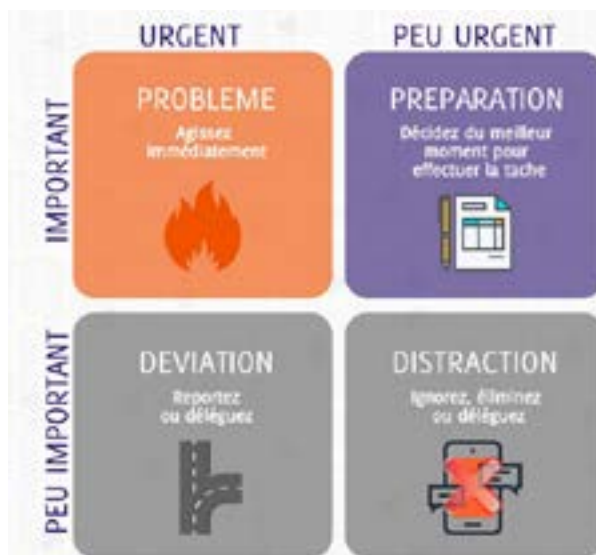 URGENT
PEU URGENT
IMPORTANT
PROBLEME
Agissez
immédiatement
PREPARATION
Décidez du meilleur
moment pour
effectuer la tache
PEU IMPORTANT
DEVIATION
Reportez
ou déléguez
DISTRACTION
Ignorez, éliminez
ou déléguez